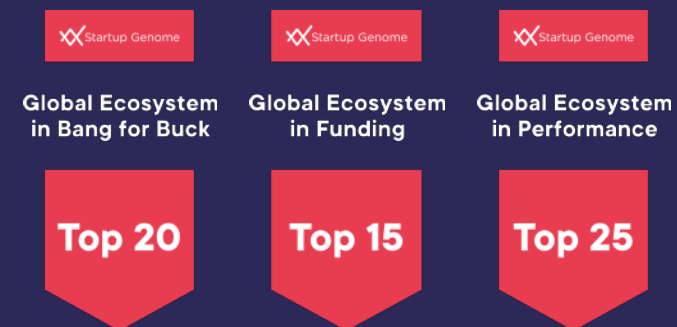 Startup Genome
Global Ecosystem
in Bang for Buck
Top 20
Startup Genome
Global Ecosystem
in Funding
Top 15
Startup Genome
Global Ecosystem
in Performance
Top 25